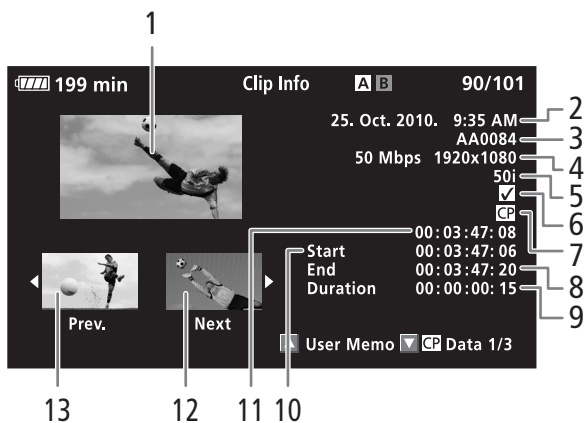 1
199 min Clip Info A B 90/101
25. Oct. 2010. 9:35 AM 2
AA0084 3
50 Mbps 1920x1080 4
50i 5
6
CP 7
00:03:47:08
Start 00:03:47:06
End 00:03:47:20 8
Duration 00:00:00:15 9
Prev. Next
User Memo CP Data 1/3
13 12 11 10